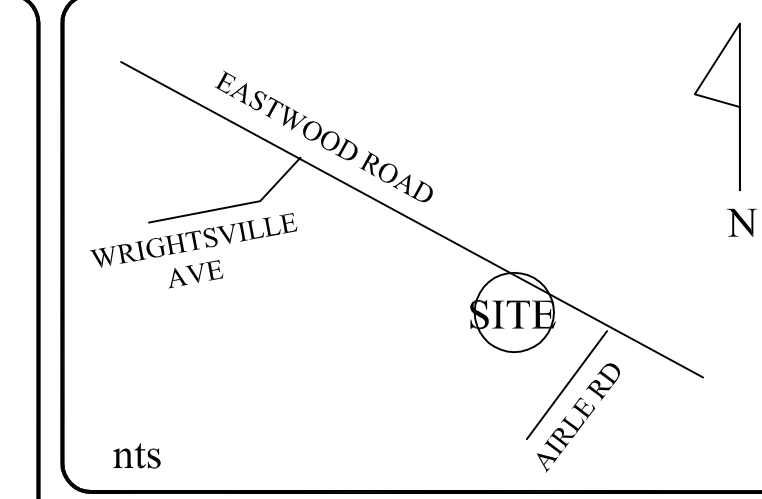 EASTWOOD ROAD
N
WRIGHTSVILLE
AVE
SITE
AIRLE RD
nts